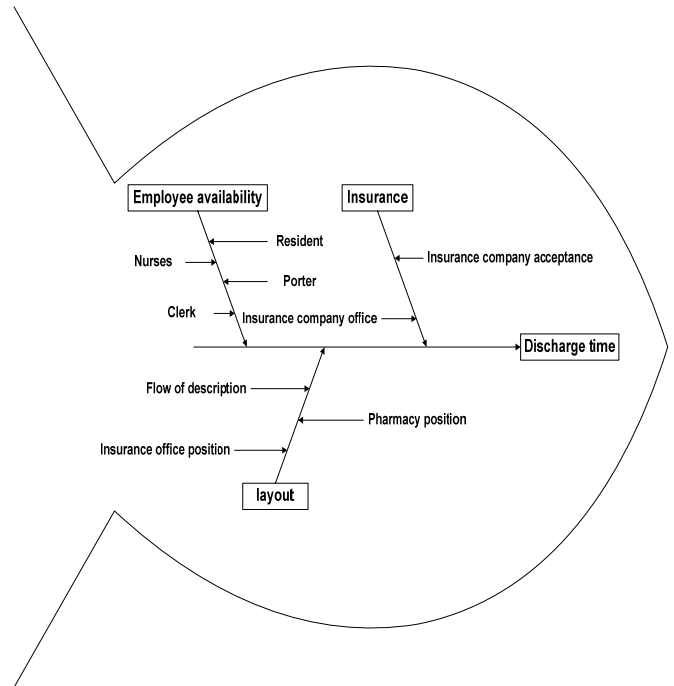 Employee availability
Insurance
Resident
Nurses
Insurance company acceptance
Porter
Clerk
Insurance company office
Discharge time
Flow of description
Pharmacy position
Insurance office position
layout